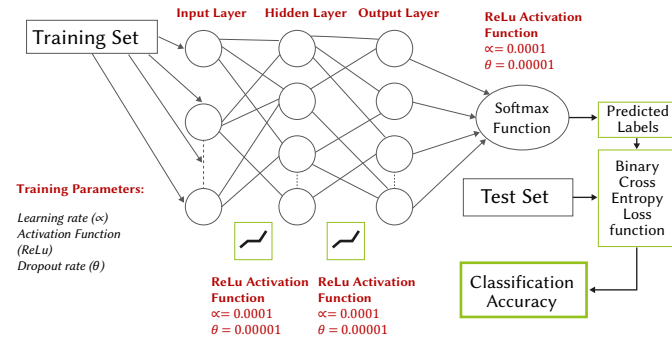 Input Layer Hidden Layer Output Layer
Training Set
ReLu Activation
Function
∝= 0.0001
θ = 0.00001
Softmax
Function
Predicted
Labels
Binary
Cross
Entropy
Loss
function
Test Set
Training Parameters:
Learning rate (∝)
Activation Function
(ReLu)
Dropout rate (θ)
ReLu Activation
Function
∝= 0.0001
θ = 0.00001
ReLu Activation
Function
∝= 0.0001
θ = 0.00001
Classification
Accuracy